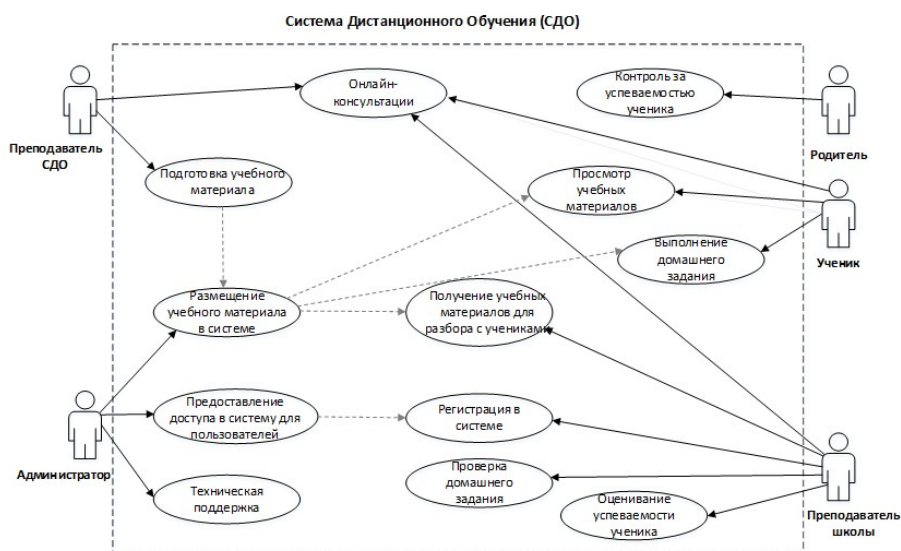 Система Дистанционного Обучения (СДО)
Преподаватель
СДО
Онлайн-
консультации
Контроль за
успеваемостью
ученика
Родитель
Подготовка учебного
материала
Просмотр
учебных
материалов
Ученик
Выполнение
домашнего
задания
Размещение
учебного материала
в системе
Получение учебных
материалов для
разбора с учениками
Администратор
Предоставление
доступа в систему для
пользователей
Регистрация в
системе
Техническая
поддержка
Проверка
домашнего
задания
Оценивание
успеваемости
ученика
Преподаватель
школы